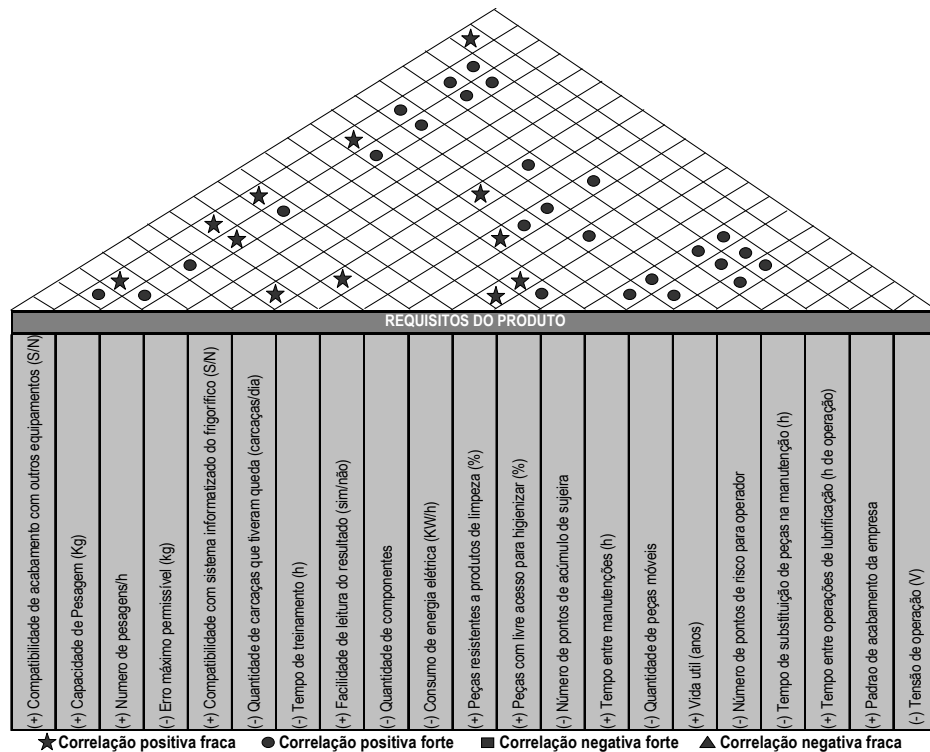 REQUISITOS DO PRODUTO
(+) Compatibilidade de acabamento com outros equipamentos (S/N)
(+) Capacidade de Pesagem (Kg)
(+) Numero de pesagens/h
(-) Erro máximo permissível (kg)
(+) Compatibilidade com sistema informatizado do frigorífico (S/N)
(-) Quantidade de carcaças que tiveram queda (carcaças/dia)
(-) Tempo de treinamento (h)
(+) Facilidade de leitura do resultado (sim/não)
(-) Quantidade de componentes
(-) Consumo de energia elétrica (KW/h)
(+) Peças resistentes a produtos de limpeza (%)
(+) Peças com livre acesso para higienizar (%)
(-) Número de pontos de acúmulo de sujeira
(+) Tempo entre manutenções (h)
(-) Quantidade de peças móveis
(+) Vida util (anos)
(-) Número de pontos de risco para operador
(-) Tempo de substituição de peças na manutenção (h)
(+) Tempo entre operações de lubrificação (h de operação)
(+) Padrao de acabamento da empresa
(-) Tensão de operação (V)
Correlação positiva fraca Correlação positiva forte Correlação negativa forte Correlação negativa fraca